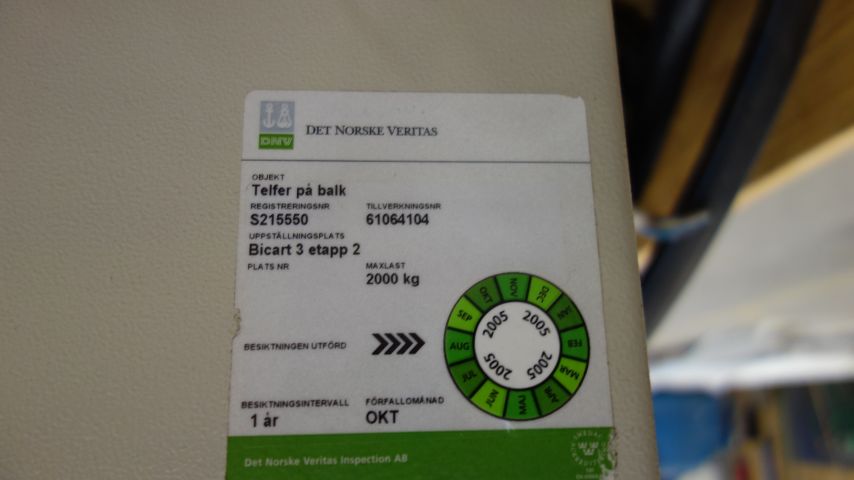 DNV
DET NORSKE VERITAS
OBJEKT
Telfer på balk
REGISTRERINGSNR TILLVERKNINGSNR
S215550 61064104
UPPSTÄLLNINGSPLATS
Bicart 3 etapp 2
PLATS NR MAXLAST
2000 kg
OKT NOV DEC JAN FEB MAR APR MAJ JUN JUL AUG SEP
2005 2005 2005 2005
BESIKTNINGEN UTFÖRD
BESIKTNINGSINTERVALL FÖRFALLOMÅNAD
1 år OKT
Det Norske Veritas Inspection AB